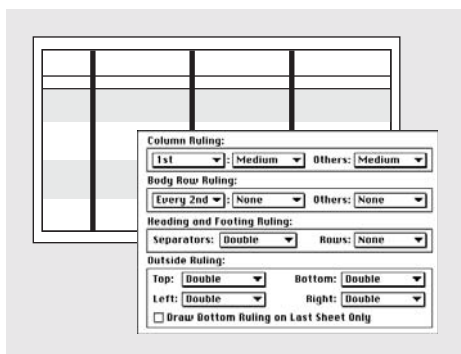 Column Ruling:
1st : Medium Others: Medium
Body Row Ruling:
Every 2nd : None Others: None
Heading and Footing Ruling:
Separators: Double Rows: None
Outside Ruling:
Top: Double Bottom: Double
Left: Double Right: Double
Draw Bottom Ruling on Last Sheet Only